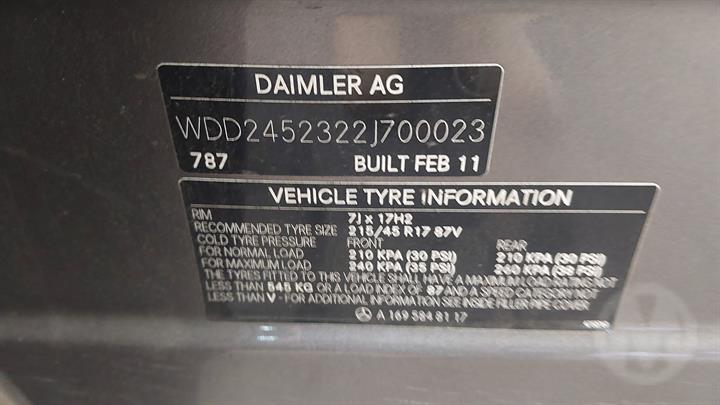 DAIMLER AG
WDD2452322J700023
787 BUILT FEB 11
VEHICLE TYRE INFORMATION
RIM 7J x 17H2
RECOMMENDED TYRE SIZE 215/45 R17 87V
COLD TYRE PRESSURE FRONT REAR
FOR NORMAL LOAD 210 KPA (30 PSI) 210 KPA (30 PSI)
FOR MAXIMUM LOAD 240 KPA (35 PSI) 260 KPA (38 PSI)
THE TYRES FITTED TO THIS VEHICLE SHALL HAVE A MAXIMUM LOAD RATING NOT
LESS THAN 545 KG OR A LOAD INDEX OF 87 AND A SPEED CATEGORY NOT
LESS THAN V - FOR ADDITIONAL INFORMATION SEE INSIDE FILLER PIPE COVER
A 169 584 81 17